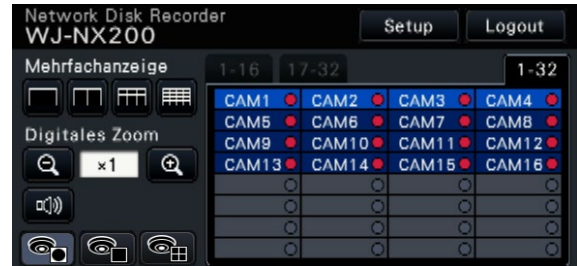 Network Disk Recorder
WJ-NX200
Setup
Logout
Mehrfachanzeige
1-16 17-32 1-32
CAM1 CAM2 CAM3 CAM4
CAM5 CAM6 CAM7 CAM8
Digitales Zoom
CAM9 CAM10 CAM11 CAM12
×1
CAM13 CAM14 CAM15 CAM16